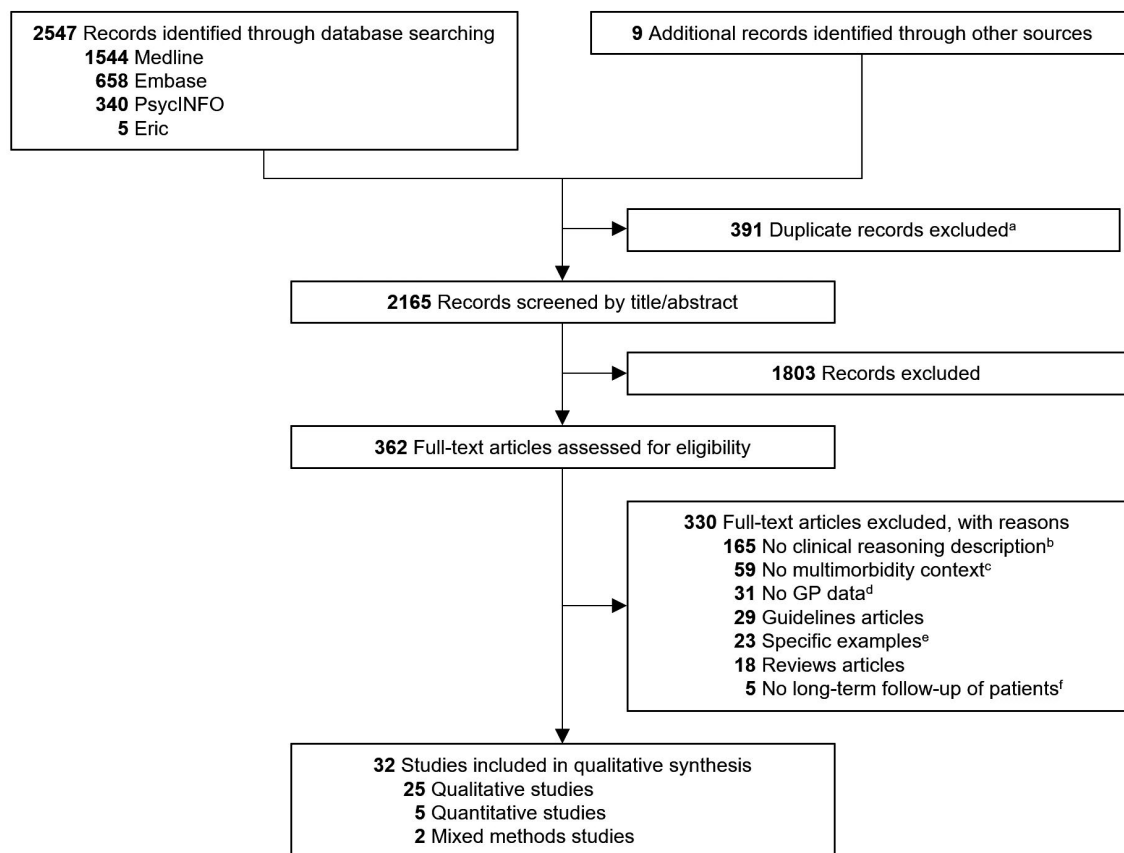 2547 Records identified through database searching
1544 Medline
658 Embase
340 PsycINFO
5 Eric
9 Additional records identified through other sources
391 Duplicate records excludedᵃ
2165 Records screened by title/abstract
1803 Records excluded
362 Full-text articles assessed for eligibility
330 Full-text articles excluded, with reasons
165 No clinical reasoning descriptionᵇ
59 No multimorbidity contextᶜ
31 No GP dataᵈ
29 Guidelines articles
23 Specific examplesᵉ
18 Reviews articles
5 No long-term follow-up of patientsᶠ
32 Studies included in qualitative synthesis
25 Qualitative studies
5 Quantitative studies
2 Mixed methods studies